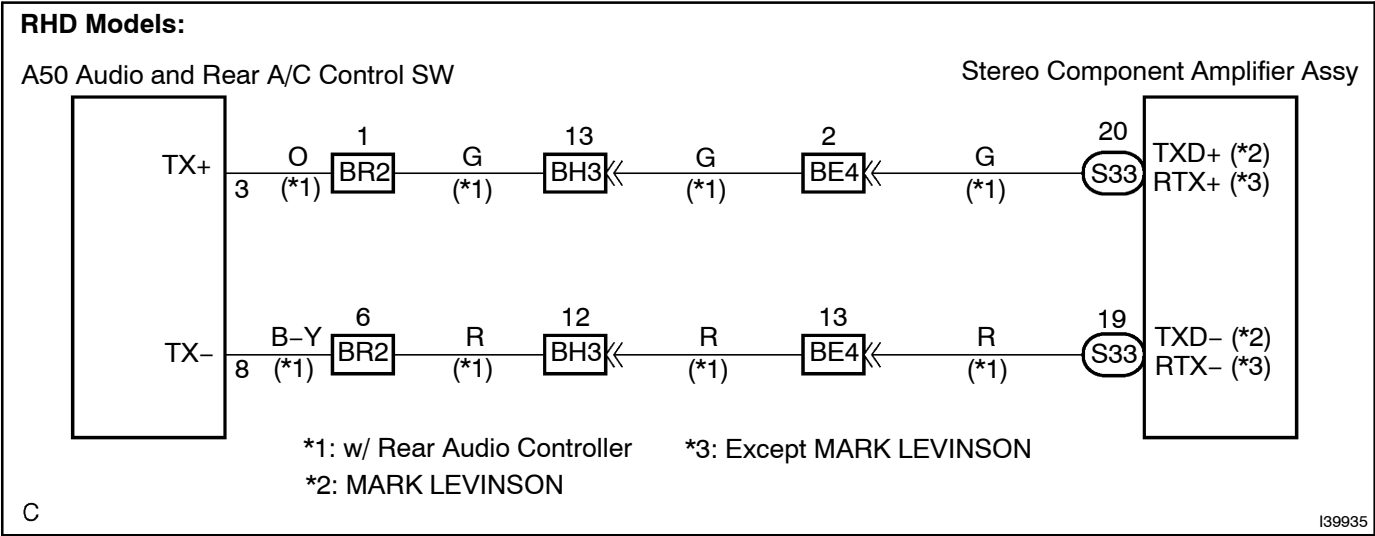 RHD Models:
A50 Audio and Rear A/C Control SW
Stereo Component Amplifier Assy
TX+
3
O
(*1)
1
BR2
G
(*1)
13
BH3
G
(*1)
2
BE4
G
(*1)
20
S33
TXD+ (*2)
RTX+ (*3)
TX−
8
B−Y
(*1)
6
BR2
R
(*1)
12
BH3
R
(*1)
13
BE4
R
(*1)
19
S33
TXD− (*2)
RTX− (*3)
*1: w/ Rear Audio Controller
*3: Except MARK LEVINSON
*2: MARK LEVINSON
C
I39935